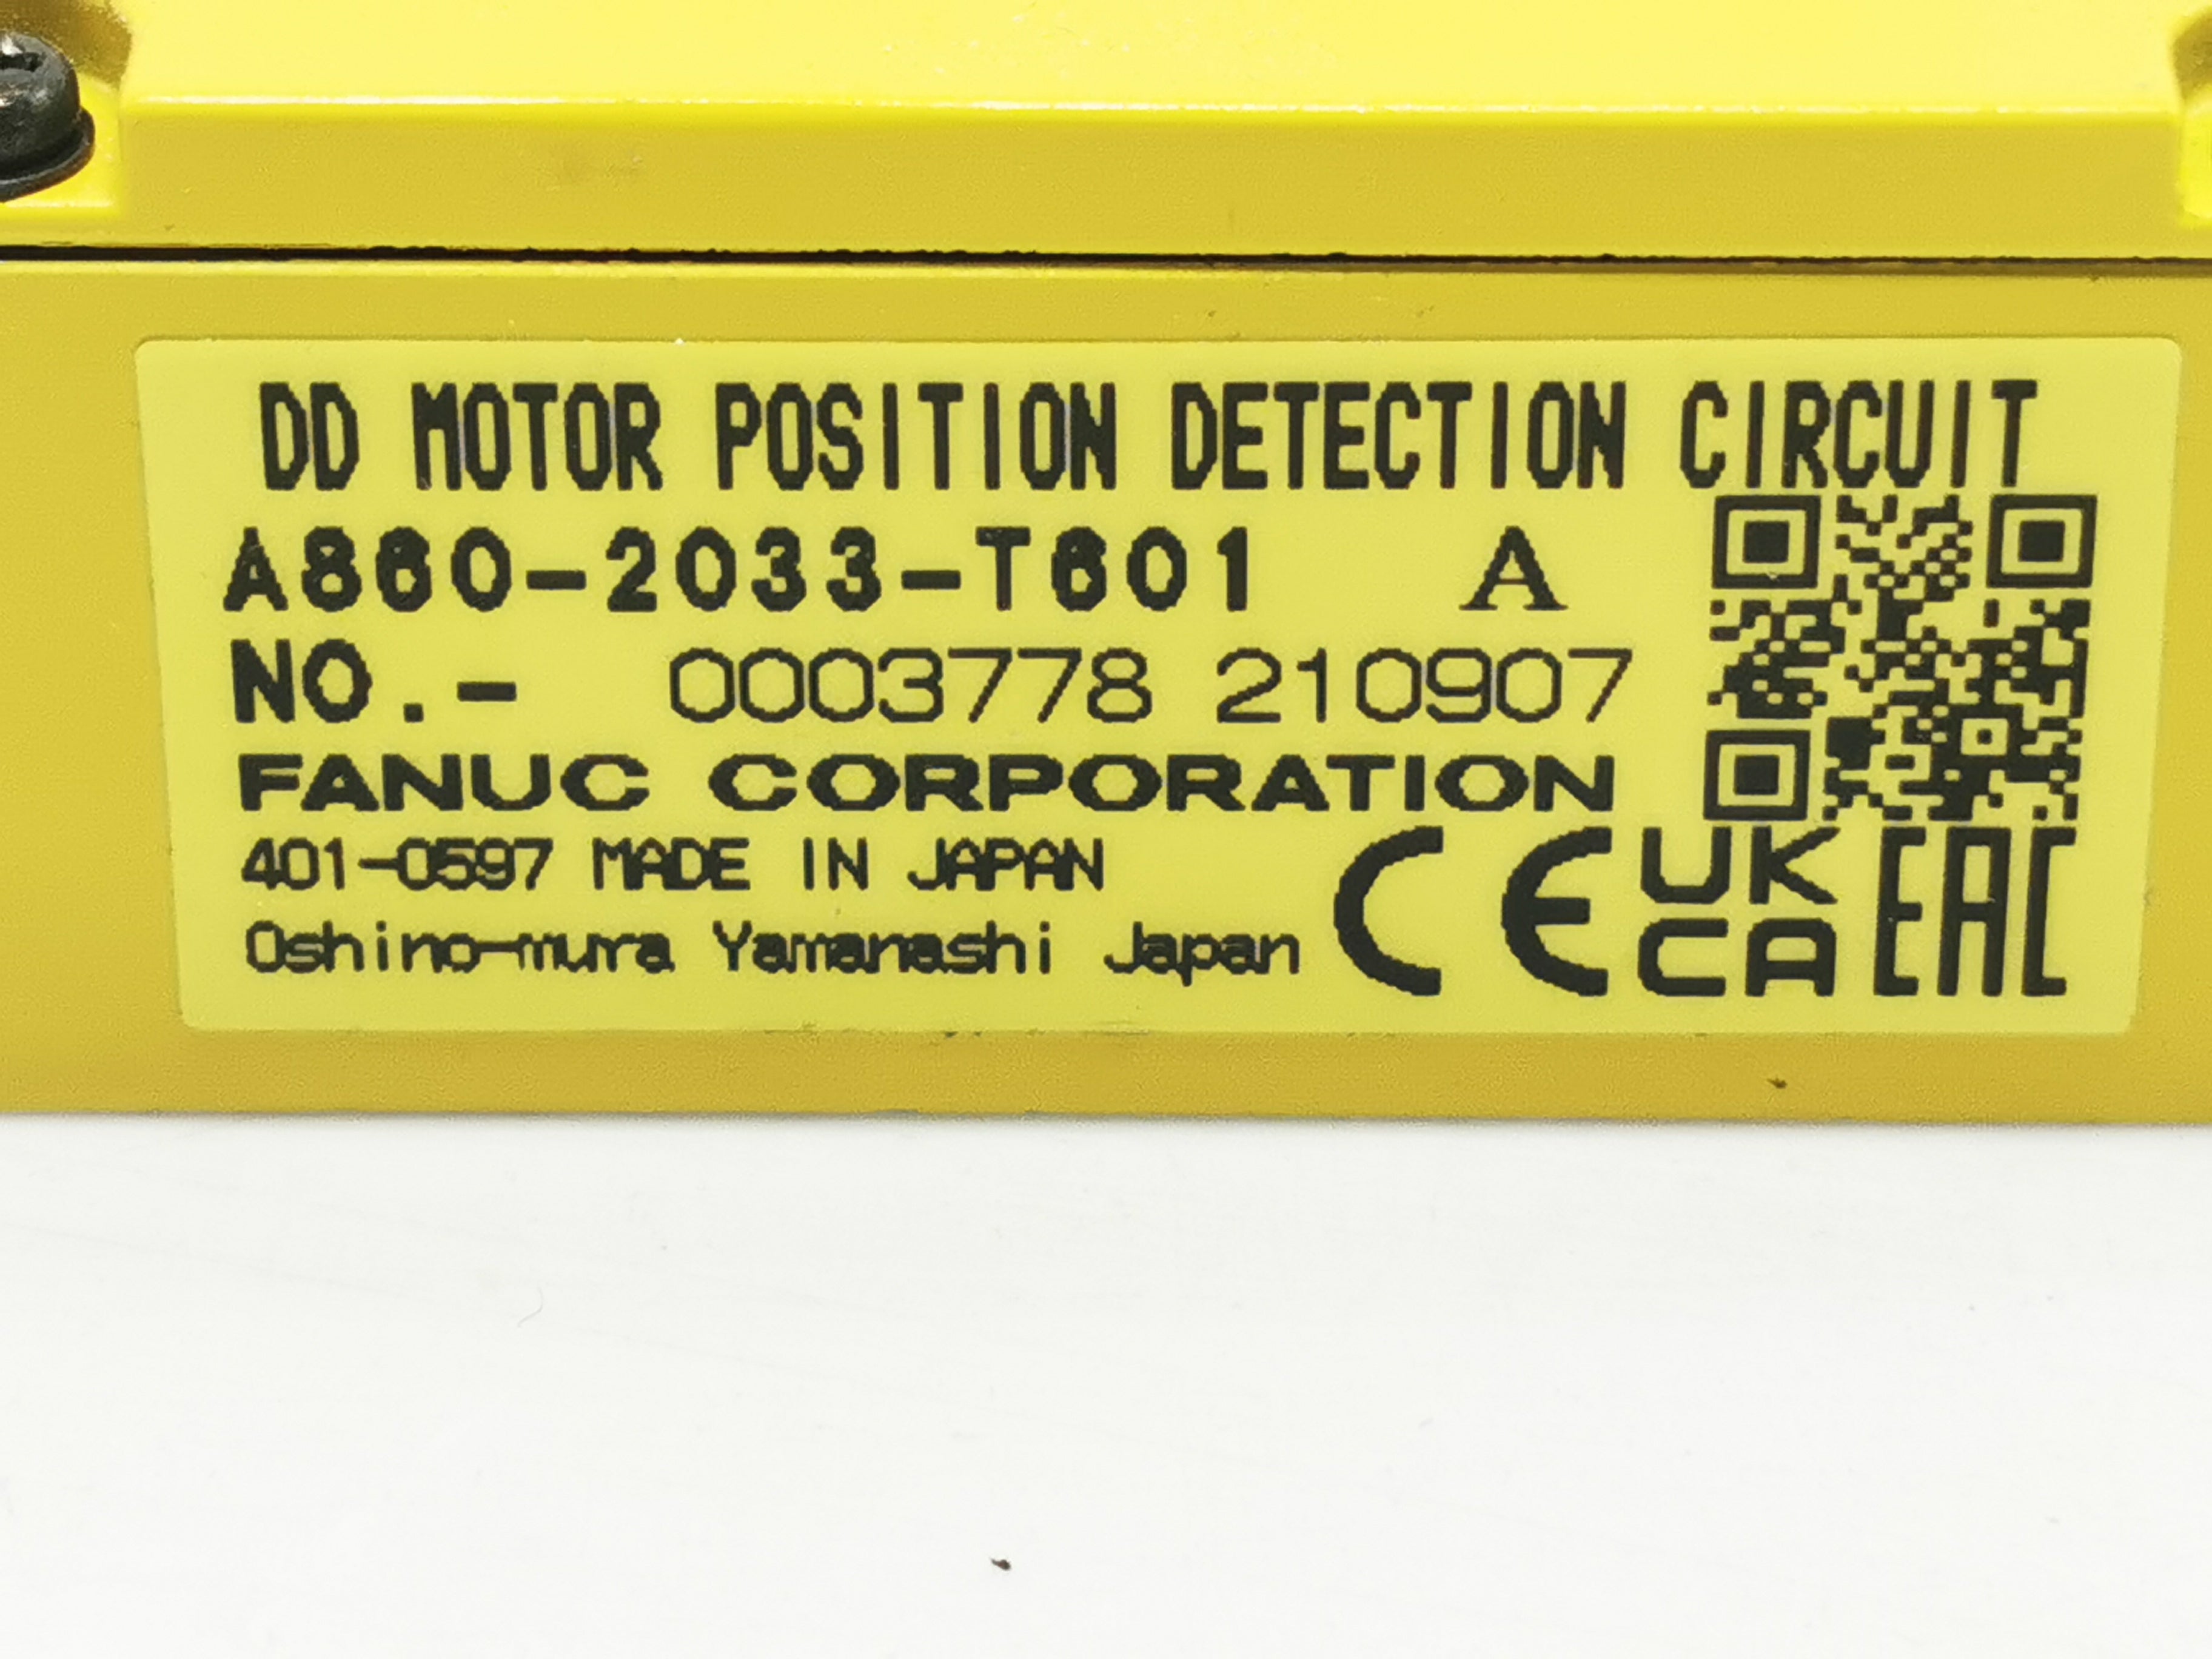 DD MOTOR POSITION DETECTION CIRCUIT
A860-2033-T601 A
NO.- 0003778 210907
FANUC CORPORATION
401-0597 MADE IN JAPAN
Oshino-mura Yamanashi Japan
CE UK CA EAC